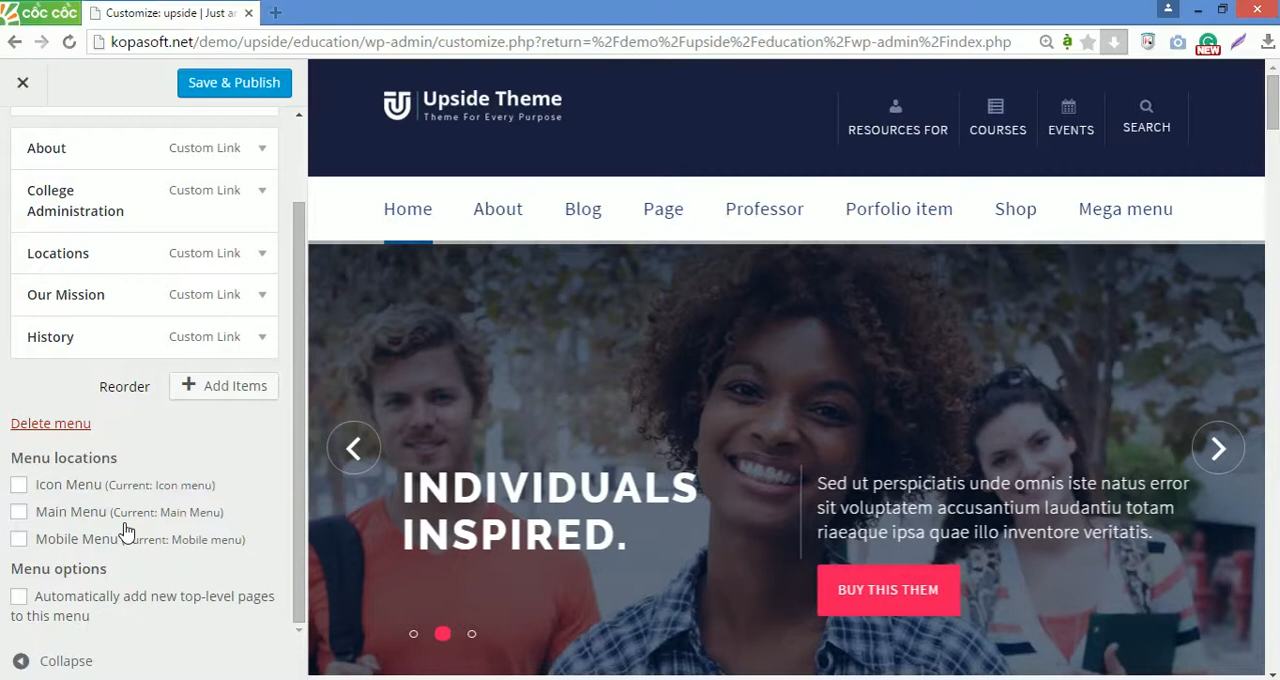 CỐC CỐC
Customize: upside | Just an
kopasoft.net/demo/upside/education/wp-admin/customize.php?return=%2Fdemo%2Fupside%2Feducation%2Fwp-admin%2Findex.php
NEW
Save & Publish
About Custom Link
College Administration Custom Link
Locations Custom Link
Our Mission Custom Link
History Custom Link
Reorder Add Items
Delete menu
Menu locations
Icon Menu (Current: Icon menu)
Main Menu (Current: Main Menu)
Mobile Menu (Current: Mobile menu)
Menu options
Automatically add new top-level pages
to this menu
Collapse
Upside Theme
Theme For Every Purpose
RESOURCES FOR COURSES EVENTS SEARCH
Home About Blog Page Professor Porfolio item Shop Mega menu
INDIVIDUALS
INSPIRED.
Sed ut perspiciatis unde omnis iste natus error
sit voluptatem accusantium laudantiu totam
riaeaque ipsa quae illo inventore veritatis.
BUY THIS THEM